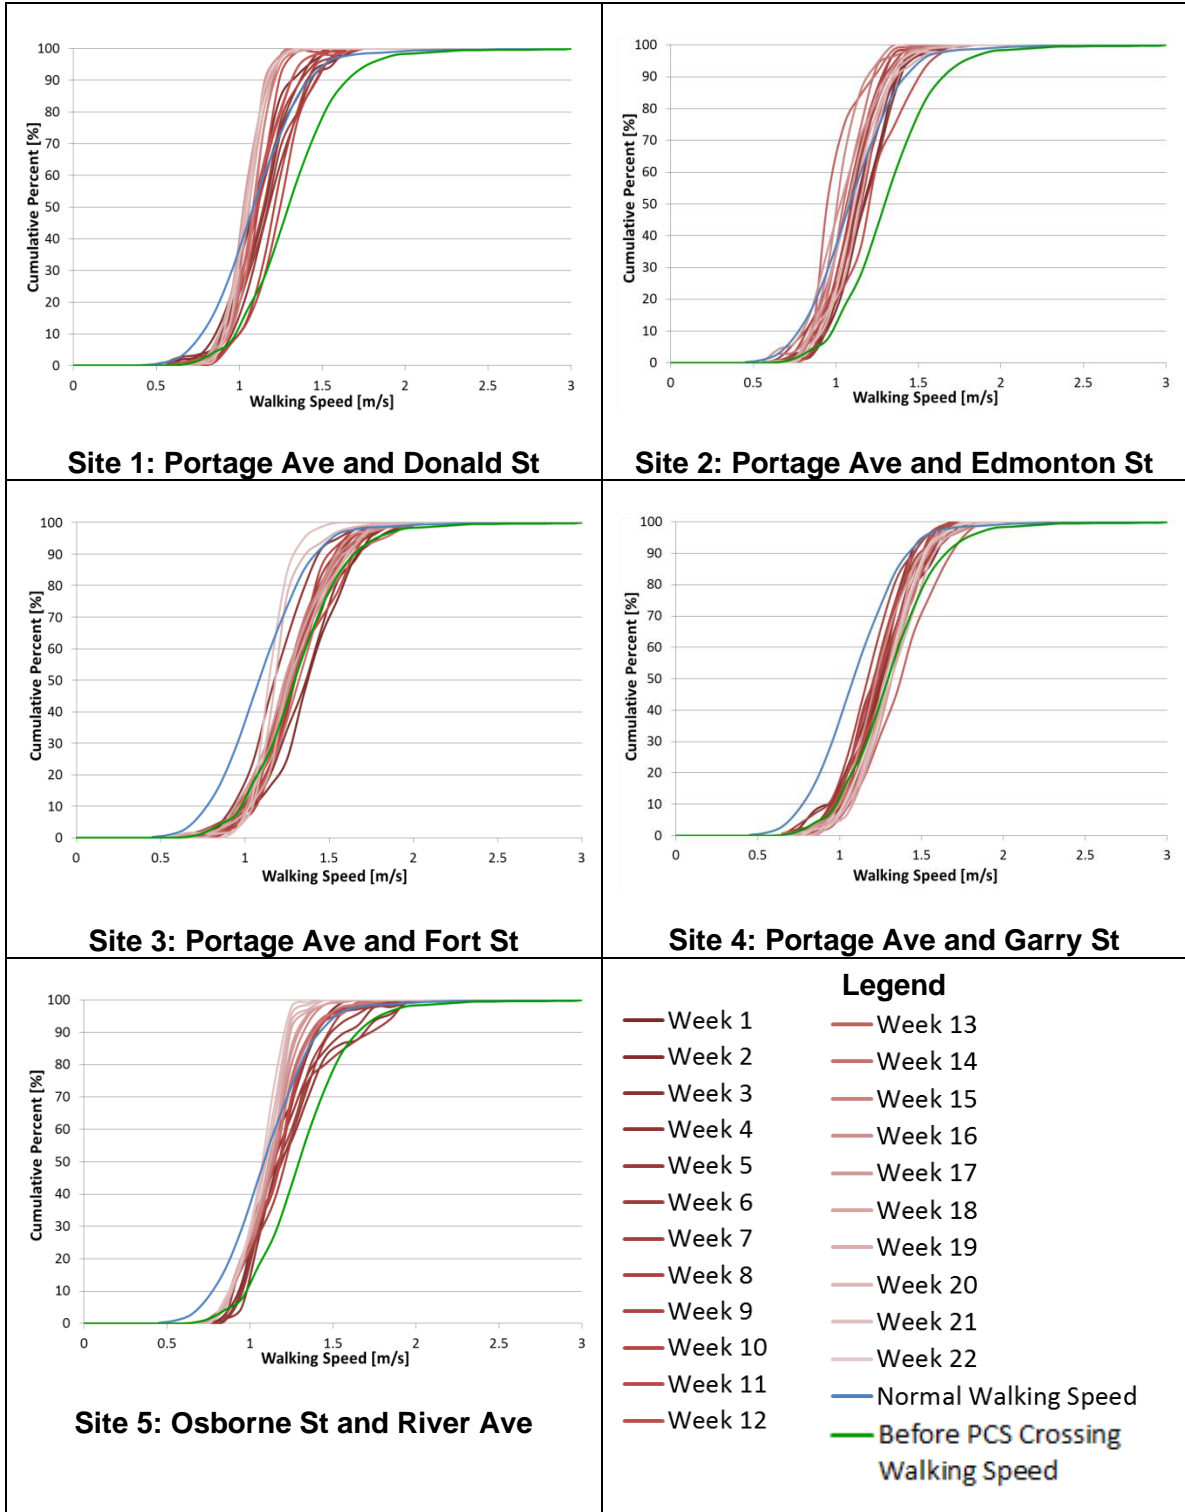 100
90
80
70
60
50
40
30
20
10
0
Cumulative Percent [%]
0 0.5 1 1.5 2 2.5 3
Walking Speed [m/s]
Site 1: Portage Ave and Donald St
100
90
80
70
60
50
40
30
20
10
0
Cumulative Percent [%]
0 0.5 1 1.5 2 2.5 3
Walking Speed [m/s]
Site 2: Portage Ave and Edmonton St
100
90
80
70
60
50
40
30
20
10
0
Cumulative Percent [%]
0 0.5 1 1.5 2 2.5 3
Walking Speed [m/s]
Site 3: Portage Ave and Fort St
100
90
80
70
60
50
40
30
20
10
0
Cumulative Percent [%]
0 0.5 1 1.5 2 2.5 3
Walking Speed [m/s]
Site 4: Portage Ave and Garry St
100
90
80
70
60
50
40
30
20
10
0
Cumulative Percent [%]
0 0.5 1 1.5 2 2.5 3
Walking Speed [m/s]
Site 5: Osborne St and River Ave
Legend
Week 1
Week 2
Week 3
Week 4
Week 5
Week 6
Week 7
Week 8
Week 9
Week 10
Week 11
Week 12
Week 13
Week 14
Week 15
Week 16
Week 17
Week 18
Week 19
Week 20
Week 21
Week 22
Normal Walking Speed
Before PCS Crossing
Walking Speed